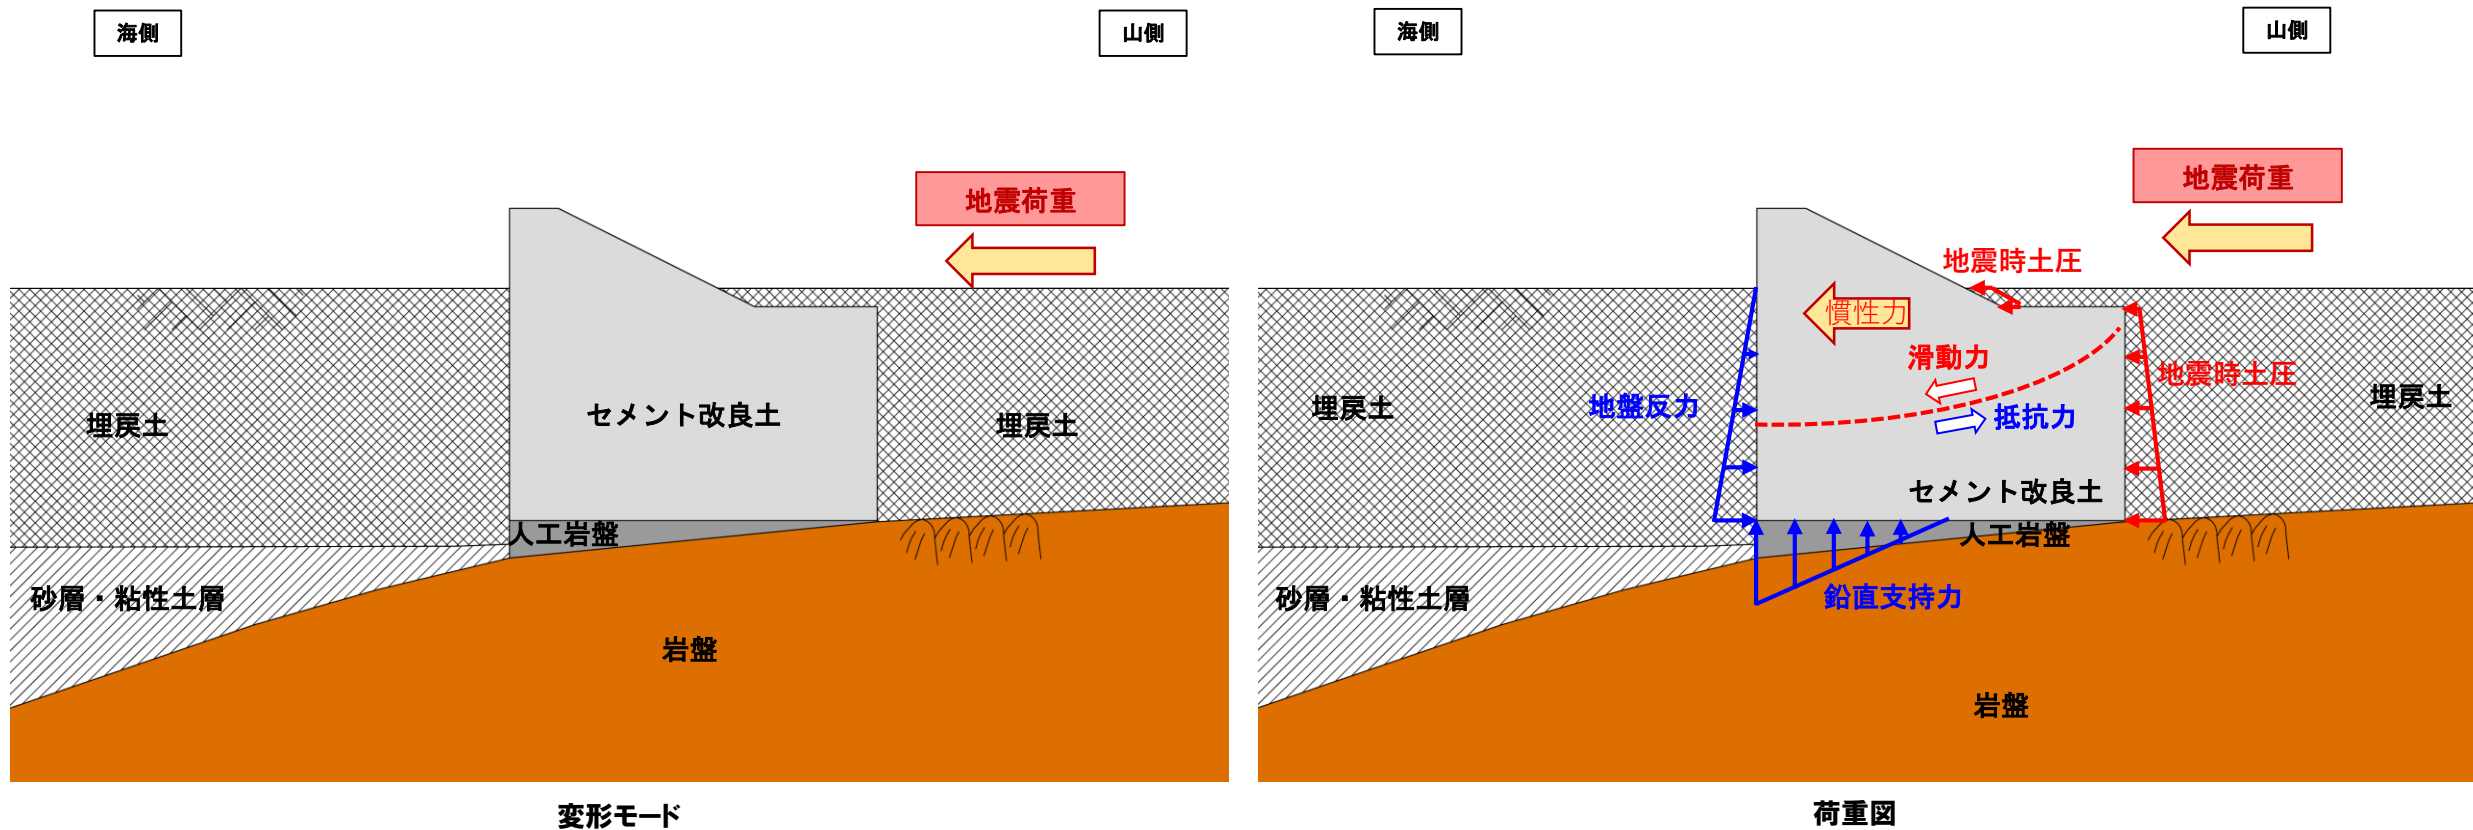 海側
山側
地震荷重
埋戻土
セメント改良土
埋戻土
人工岩盤
砂層・粘性土層
岩盤
変形モード
海側
山側
地震荷重
地震時土圧
慣性力
滑動力
地震時土圧
埋戻土
地盤反力
抵抗力
埋戻土
セメント改良土
人工岩盤
砂層・粘性土層
鉛直支持力
岩盤
荷重図